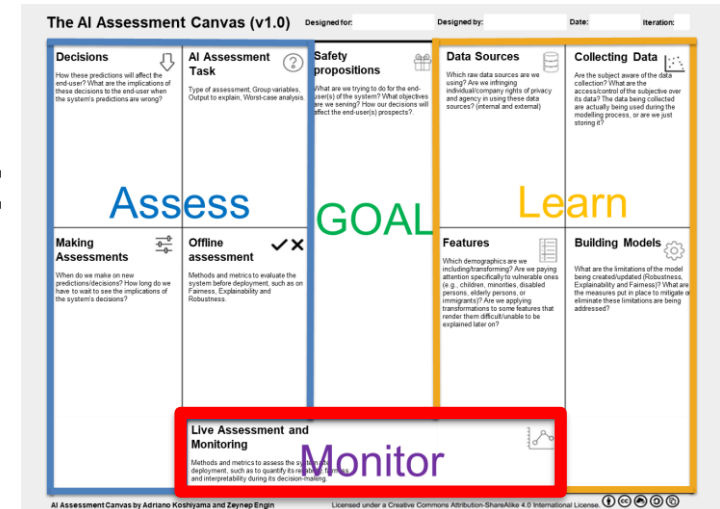 The AI Assessment Canvas (v1.0)
Designed for:
Designed by:
Date:
Iteration:
Decisions
How these predictions will affect the
end-user? What are the implications of
these decisions to the end-user when
the system's predictions are wrong?
AI Assessment
Task
Type of assessment, Group variables,
Output to explain, Worst-case analysis.
Safety
propositions
What are we trying to do for the end-
user(s) of the system? What objectives
are we serving? How our decisions will
affect the end-user(s) prospects?.
Data Sources
Which raw data sources are we
using? Are we infringing
individual/company rights of privacy
and agency in using these data
sources? (internal and external)
Collecting Data
Are the subject aware of the data
collection? What are the
access/control of the subjective over
its data? The data being collected
are actually being used during the
modelling process, or are we just
storing it?
Assess
GOAL
Learn
Making
Assessments
When do we make on new
predictions/decisions? How long do we
have to wait to see the implications of
the system's decisions?
Offline
assessment
Methods and metrics to evaluate the
system before deployment, such as on
Fairness, Explainability and
Robustness.
Features
Which demographics are we
including/transforming? Are we paying
attention specifically to vulnerable ones
(e.g., children, minorities, disabled
persons, elderly persons, or
immigrants)? Are we applying
transformations to some features that
render them difficult/unable to be
explained later on?
Building Models
What are the limitations of the model
being created/updated (Robustness,
Explainability and Fairness)? What are
the measures put in place to mitigate or
eliminate these limitations are being
addressed?
Live Assessment and
Monitoring
Methods and metrics to assess the system
deployment, such as to quantify its
and interpretability during its decision-making.
Monitor
AI Assessment Canvas by Adriano Koshiyama and Zeynep Engin
Licensed under a Creative Commons Attribution-ShareAlike 4.0 International License.